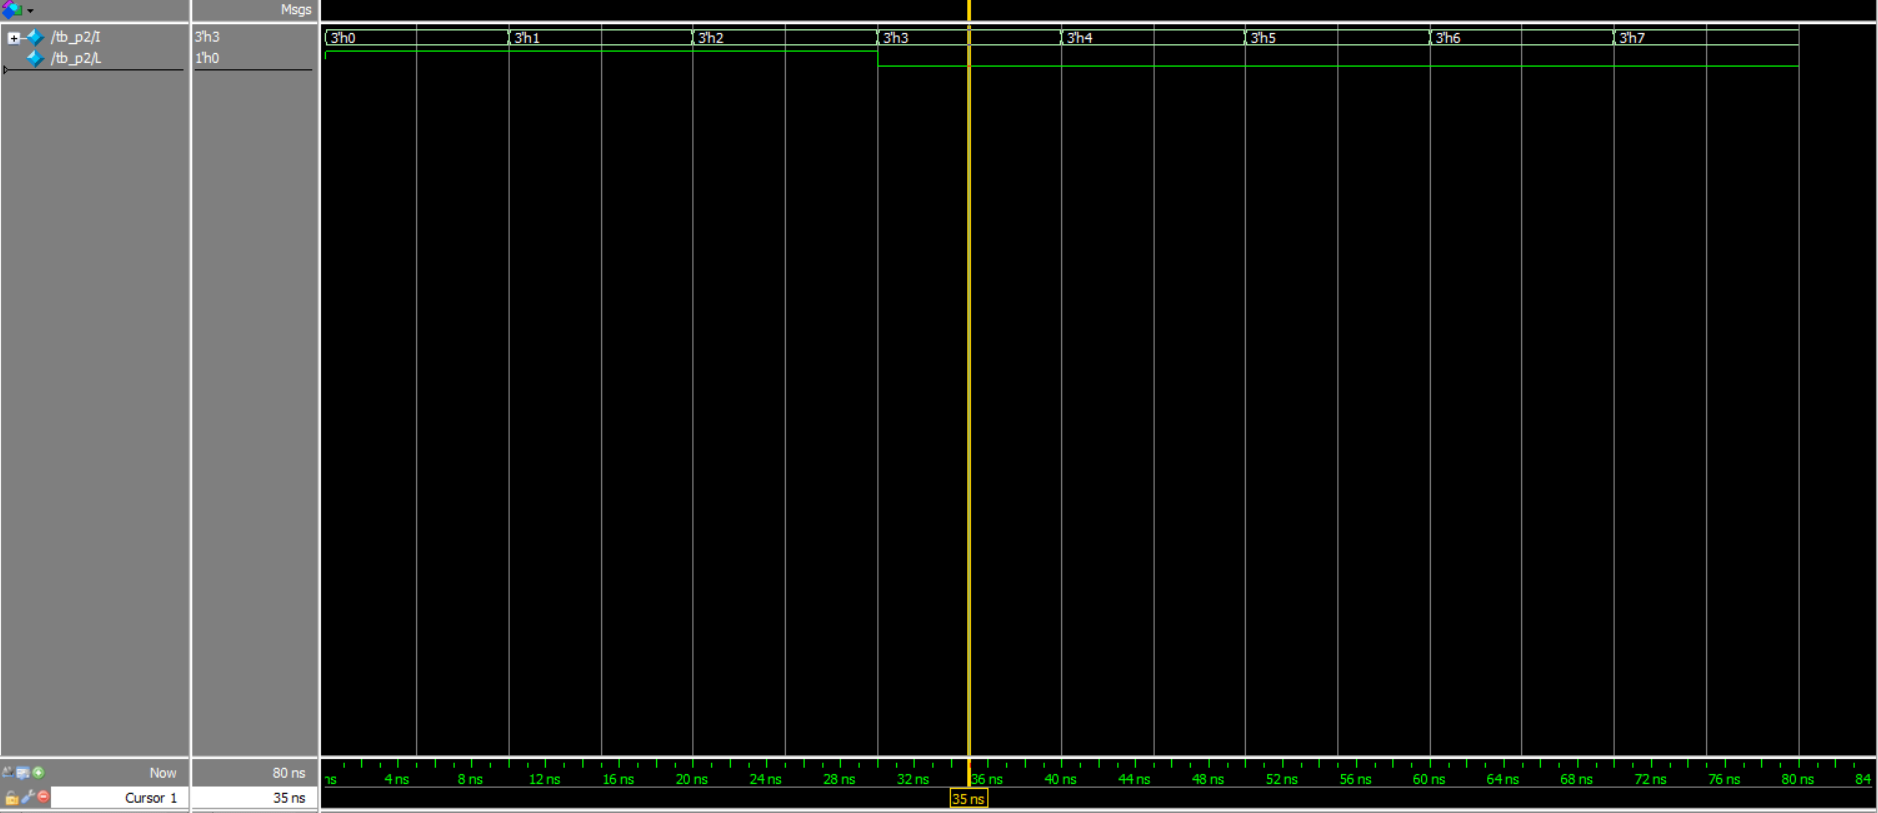 Msgs
/tb_p2/I 3'h3 3'h0 3'h1 3'h2 3'h3 3'h4 3'h5 3'h6 3'h7
/tb_p2/L 1'h0
Now 80 ns ns 4 ns 8 ns 12 ns 16 ns 20 ns 24 ns 28 ns 32 ns 36 ns 40 ns 44 ns 48 ns 52 ns 56 ns 60 ns 64 ns 68 ns 72 ns 76 ns 80 ns 84
Cursor 1 35 ns 35 ns